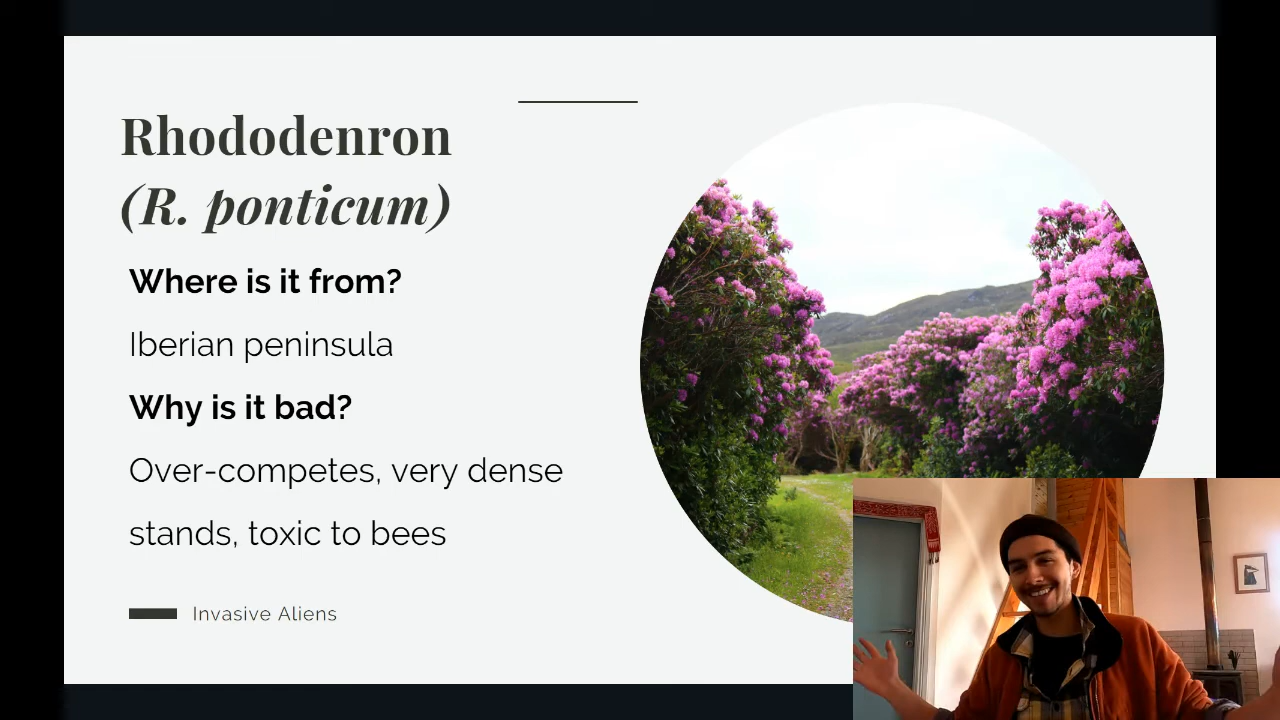 Rhododenron
(R. ponticum)
Where is it from?
Iberian peninsula
Why is it bad?
Over-competes, very dense
stands, toxic to bees
Invasive Aliens